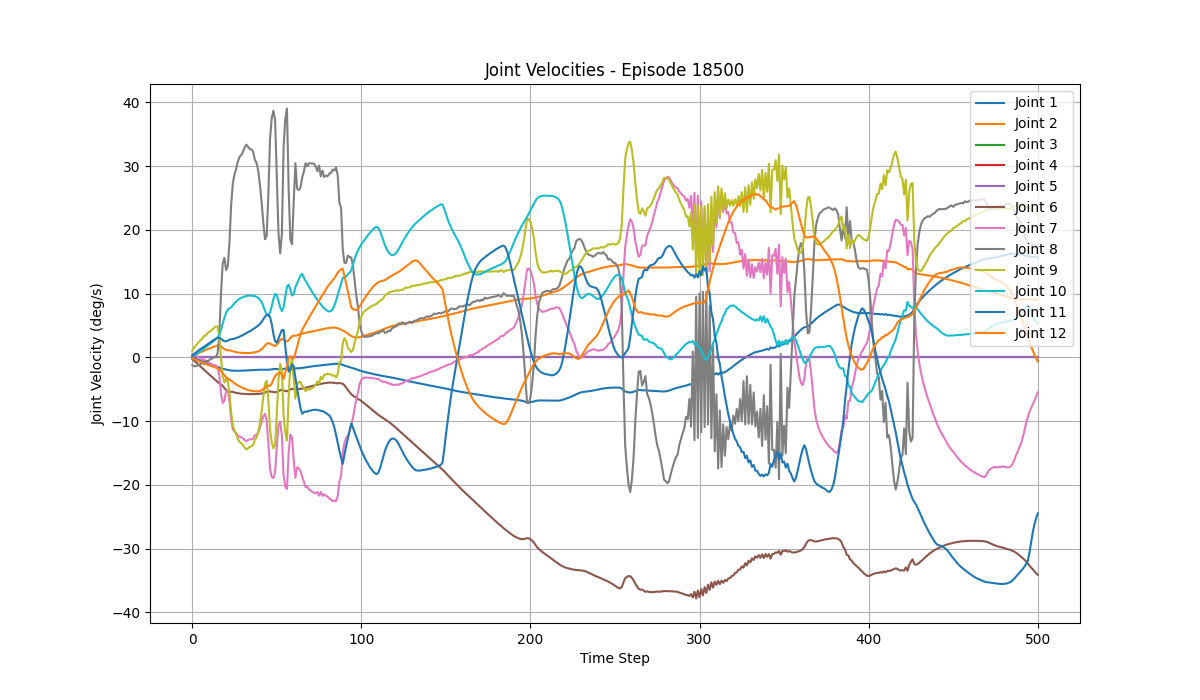 Joint Velocities - Episode 18500
Joint Velocity (deg/s)
40
30
20
10
0
−10
−20
−30
−40
0
100
200
300
400
500
Time Step
Joint 1
Joint 2
Joint 3
Joint 4
Joint 5
Joint 6
Joint 7
Joint 8
Joint 9
Joint 10
Joint 11
Joint 12